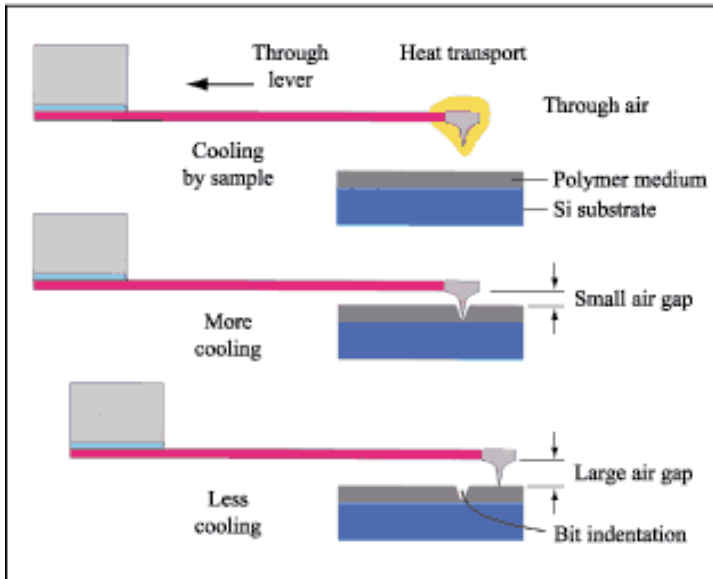 Through
lever
Heat transport
Through air
Cooling
by sample
Polymer medium
Si substrate
Small air gap
More
cooling
Large air gap
Less
cooling
Bit indentation